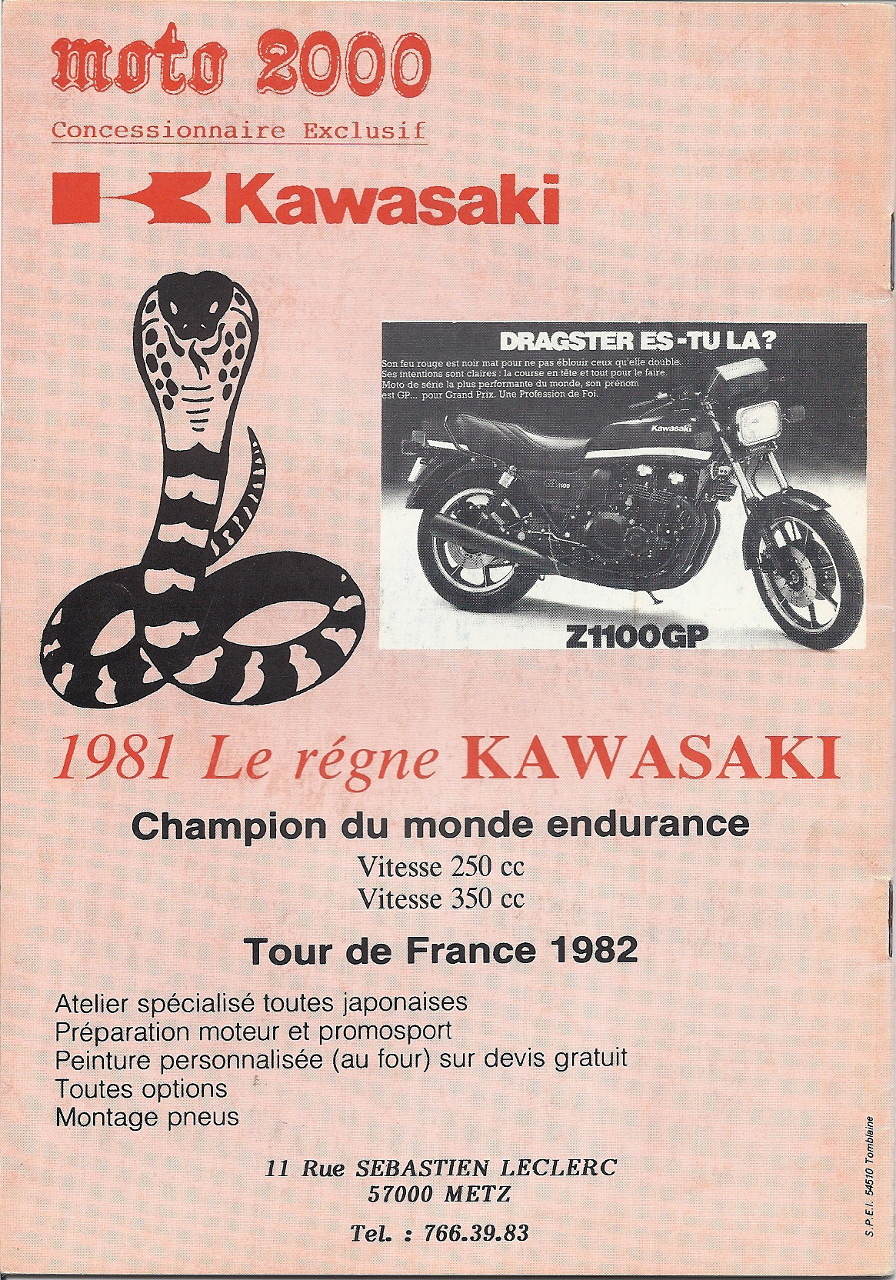 moto 2000
Concessionnaire Exclusif
Kawasaki
DRAGSTER ES-TU LA?
Son feu rouge est noir mat pour ne pas éblouir ceux qu'elle double.
Ses intentions sont claires : la course en tête et tout pour le faire.
Moto de série la plus performante du monde, son prénom
est GP... pour Grand Prix. Une Profession de Foi.
Kawasaki
Z1100GP
1981 Le régne KAWASAKI
Champion du monde endurance
Vitesse 250 cc
Vitesse 350 cc
Tour de France 1982
Atelier spécialisé toutes japonaises
Préparation moteur et promosport
Peinture personnalisée (au four) sur devis gratuit
Toutes options
Montage pneus
11 Rue SEBASTIEN LECLERC
57000 METZ
Tel. : 766.39.83
S.P.E.I. 54510 Tomblaine